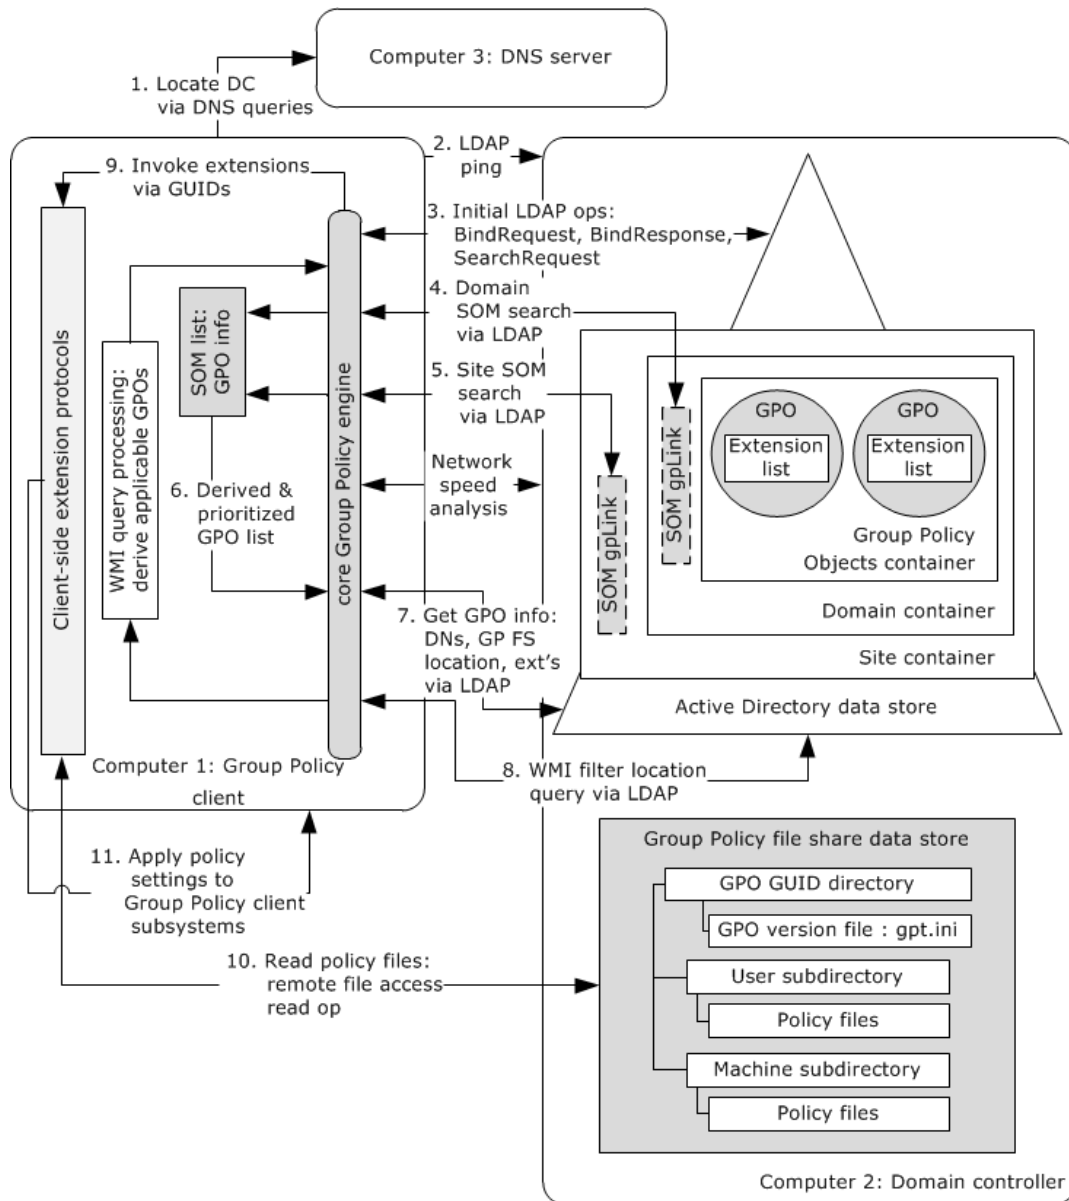 Computer 3: DNS server
1. Locate DC
via DNS queries
9. Invoke extensions
via GUIDs
2. LDAP
ping
3. Initial LDAP ops:
BindRequest, BindResponse,
SearchRequest
4. Domain
SOM search
via LDAP
5. Site SOM
search
via LDAP
Network
speed
analysis
6. Derived &
prioritized
GPO list
SOM list:
GPO info
WMI query processing:
derive applicable GPOs
Client-side extension protocols
core Group Policy engine
7. Get GPO info:
DNs, GP FS
location, ext's
via LDAP
8. WMI filter location
query via LDAP
Computer 1: Group Policy
client
SOM gpLink
SOM gpLink
GPO
Extension
list
GPO
Extension
list
Group Policy
Objects container
Domain container
Site container
Active Directory data store
11. Apply policy
settings to
Group Policy client
subsystems
10. Read policy files:
remote file access
read op
Group Policy file share data store
GPO GUID directory
GPO version file : gpt.ini
User subdirectory
Policy files
Machine subdirectory
Policy files
Computer 2: Domain controller